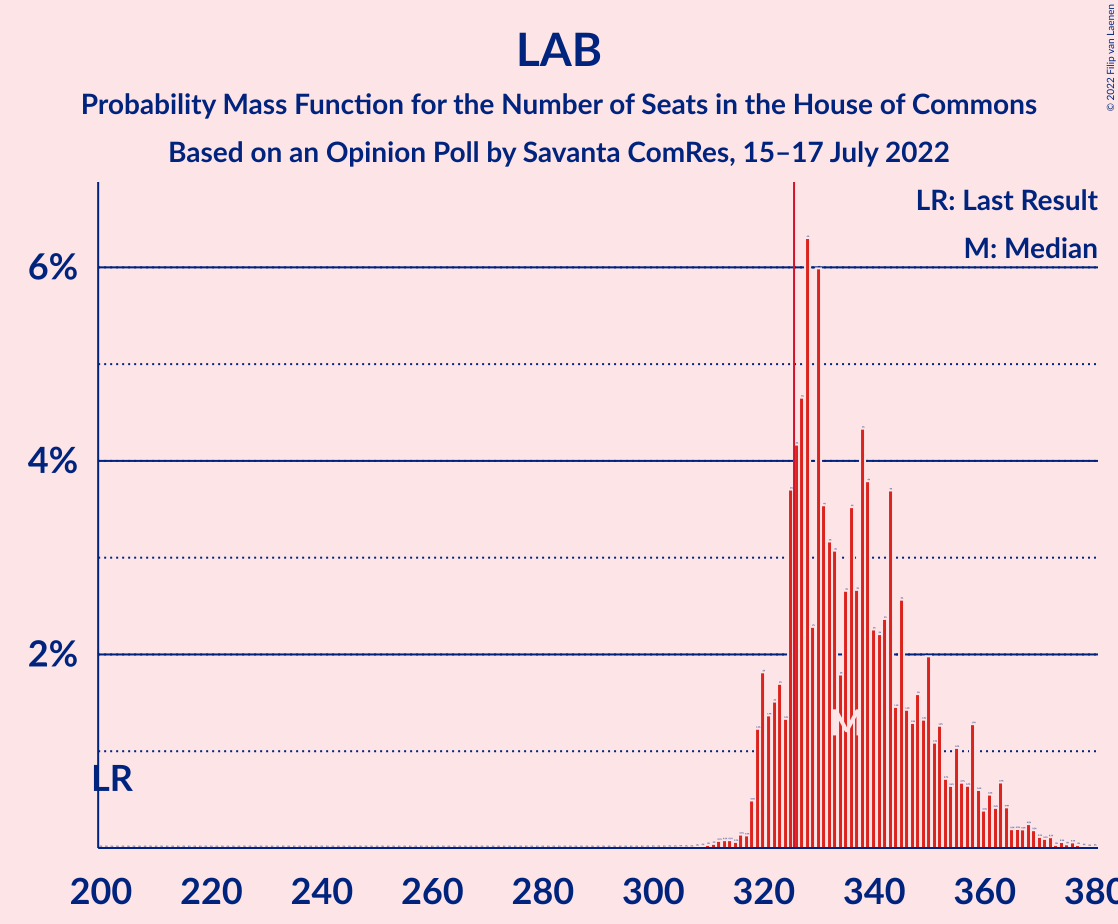 LAB
Probability Mass Function for the Number of Seats in the House of Commons
Based on an Opinion Poll by Savanta ComRes, 15–17 July 2022
© 2022 Filip van Laenen
LR: Last Result
M: Median
6%
4%
2%
M
LR
200 220 240 260 280 300 320 340 360 380